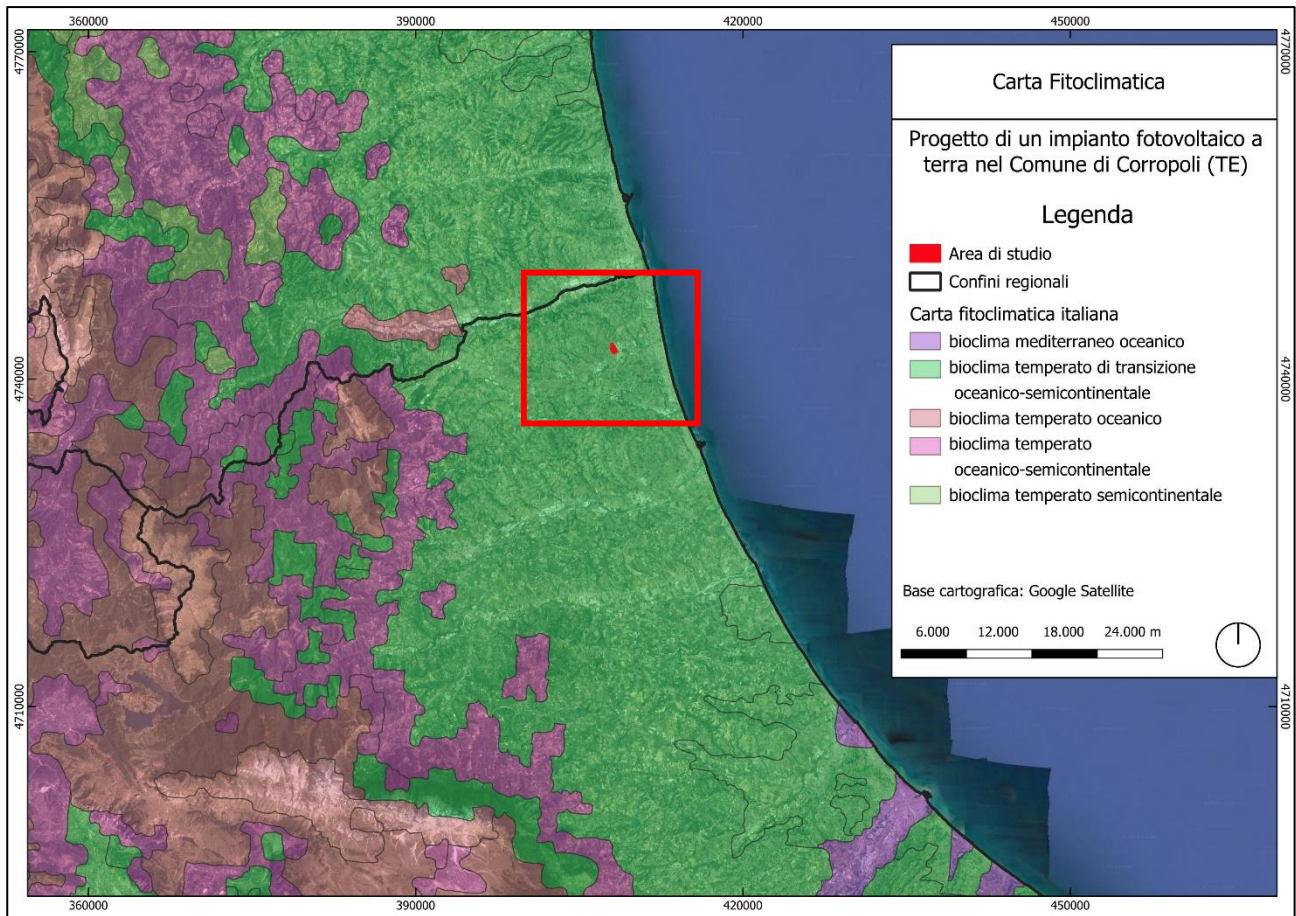 360000
390000
420000
450000
4770000
4770000
Carta Fitoclimatica
Progetto di un impianto fotovoltaico a
terra nel Comune di Corropoli (TE)
Legenda
Area di studio
Confini regionali
Carta fitoclimatica italiana
bioclima mediterraneo oceanico
bioclima temperato di transizione
oceanico-semicontinentale
bioclima temperato oceanico
bioclima temperato
oceanico-semicontinentale
bioclima temperato semicontinentale
4740000
4740000
Base cartografica: Google Satellite
6.000 12.000 18.000 24.000 m
4710000
4710000
360000
390000
420000
450000